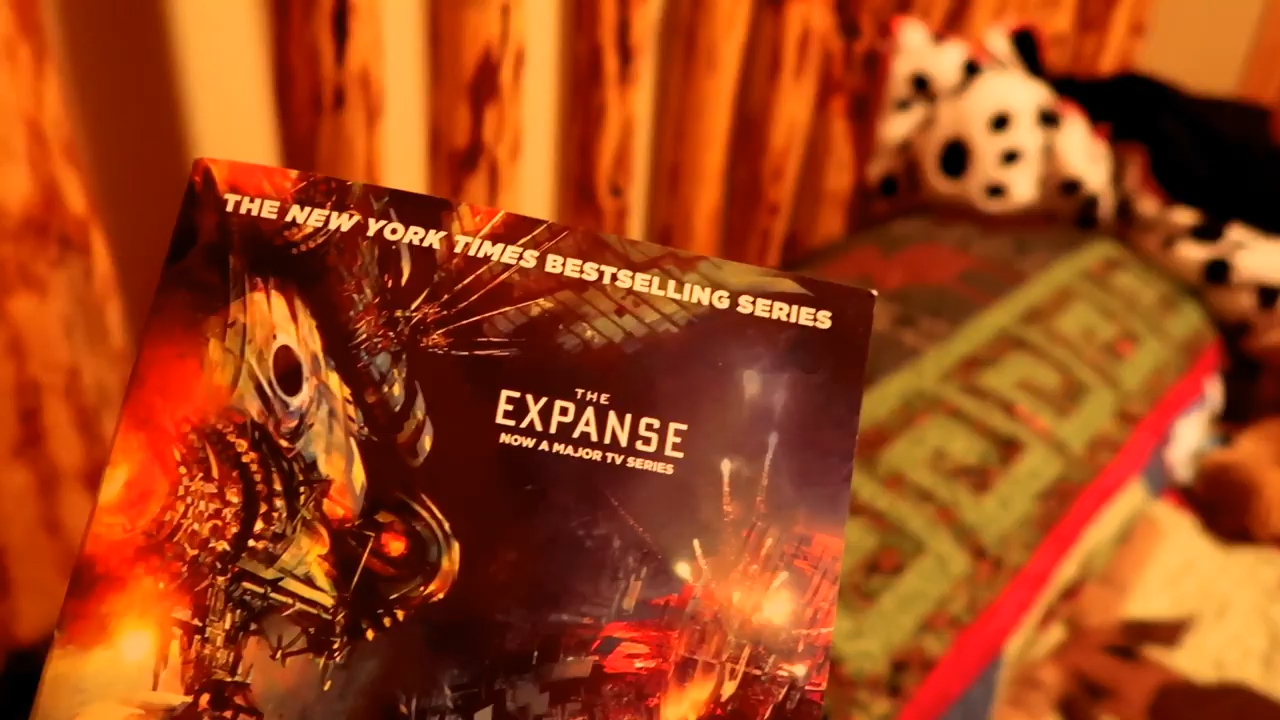 THE NEW YORK TIMES BESTSELLING SERIES
THE
EXPANSE
NOW A MAJOR TV SERIES